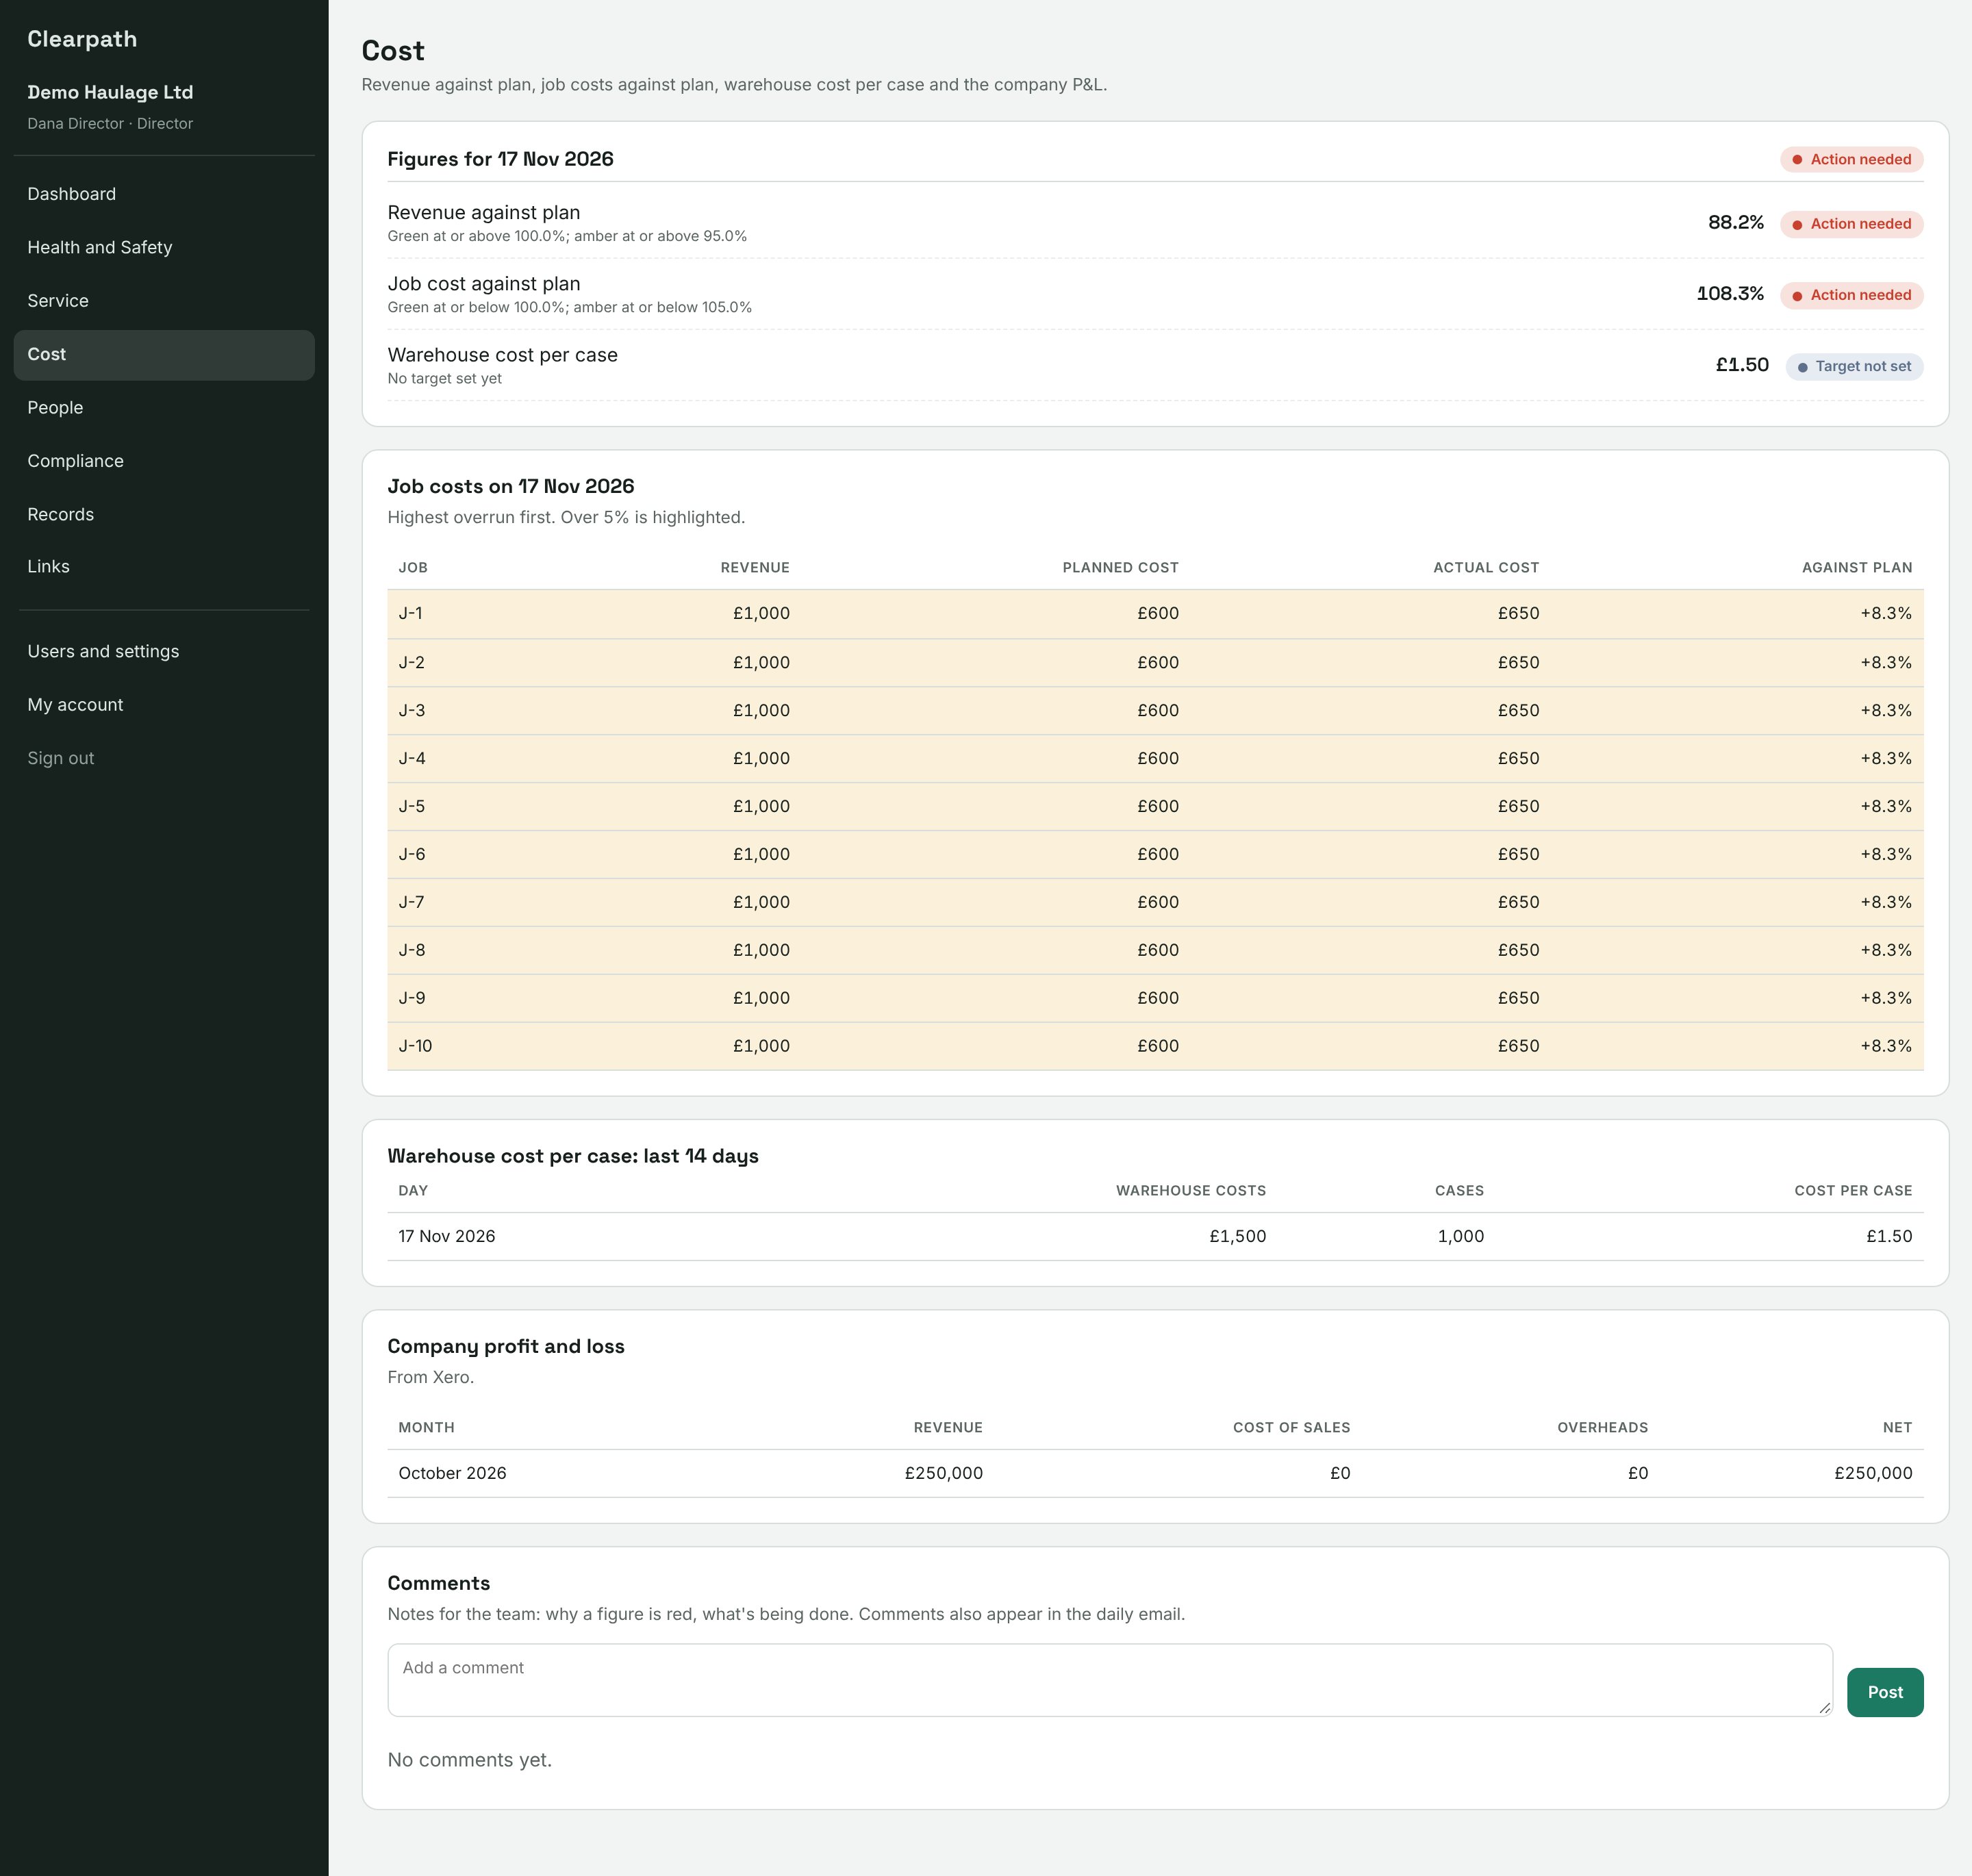 Clearpath
Demo Haulage Ltd
Dana Director · Director
Dashboard
Health and Safety
Service
Cost
People
Compliance
Records
Links
Users and settings
My account
Sign out
Cost
Revenue against plan, job costs against plan, warehouse cost per case and the company P&L.
Figures for 17 Nov 2026 Action needed
Revenue against plan 88.2% Action needed
Green at or above 100.0%; amber at or above 95.0%
Job cost against plan 108.3% Action needed
Green at or below 100.0%; amber at or below 105.0%
Warehouse cost per case £1.50 Target not set
No target set yet
Job costs on 17 Nov 2026
Highest overrun first. Over 5% is highlighted.
JOB REVENUE PLANNED COST ACTUAL COST AGAINST PLAN
J-1 £1,000 £600 £650 +8.3%
J-2 £1,000 £600 £650 +8.3%
J-3 £1,000 £600 £650 +8.3%
J-4 £1,000 £600 £650 +8.3%
J-5 £1,000 £600 £650 +8.3%
J-6 £1,000 £600 £650 +8.3%
J-7 £1,000 £600 £650 +8.3%
J-8 £1,000 £600 £650 +8.3%
J-9 £1,000 £600 £650 +8.3%
J-10 £1,000 £600 £650 +8.3%
Warehouse cost per case: last 14 days
DAY WAREHOUSE COSTS CASES COST PER CASE
17 Nov 2026 £1,500 1,000 £1.50
Company profit and loss
From Xero.
MONTH REVENUE COST OF SALES OVERHEADS NET
October 2026 £250,000 £0 £0 £250,000
Comments
Notes for the team: why a figure is red, what's being done. Comments also appear in the daily email.
Add a comment
Post
No comments yet.